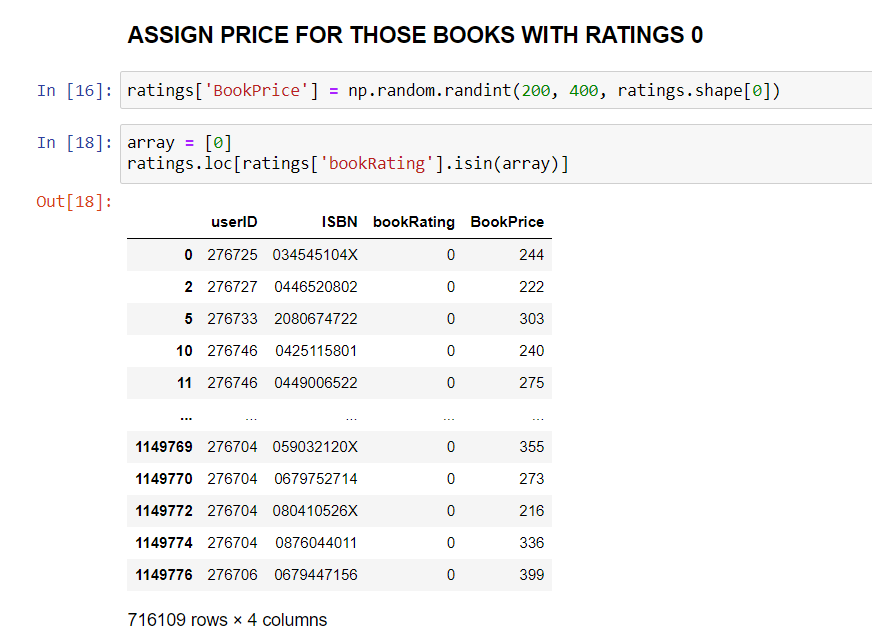 ASSIGN PRICE FOR THOSE BOOKS WITH RATINGS 0
In [16]: ratings['BookPrice'] = np.random.randint(200, 400, ratings.shape[0])
In [18]: array = [0]
ratings.loc[ratings['bookRating'].isin(array)]
Out[18]:
userID ISBN bookRating BookPrice
0 276725 034545104X 0 244
2 276727 0446520802 0 222
5 276733 2080674722 0 303
10 276746 0425115801 0 240
11 276746 0449006522 0 275
... ... ... ... ...
1149769 276704 059032120X 0 355
1149770 276704 0679752714 0 273
1149772 276704 080410526X 0 216
1149774 276704 0876044011 0 336
1149776 276706 0679447156 0 399
716109 rows × 4 columns